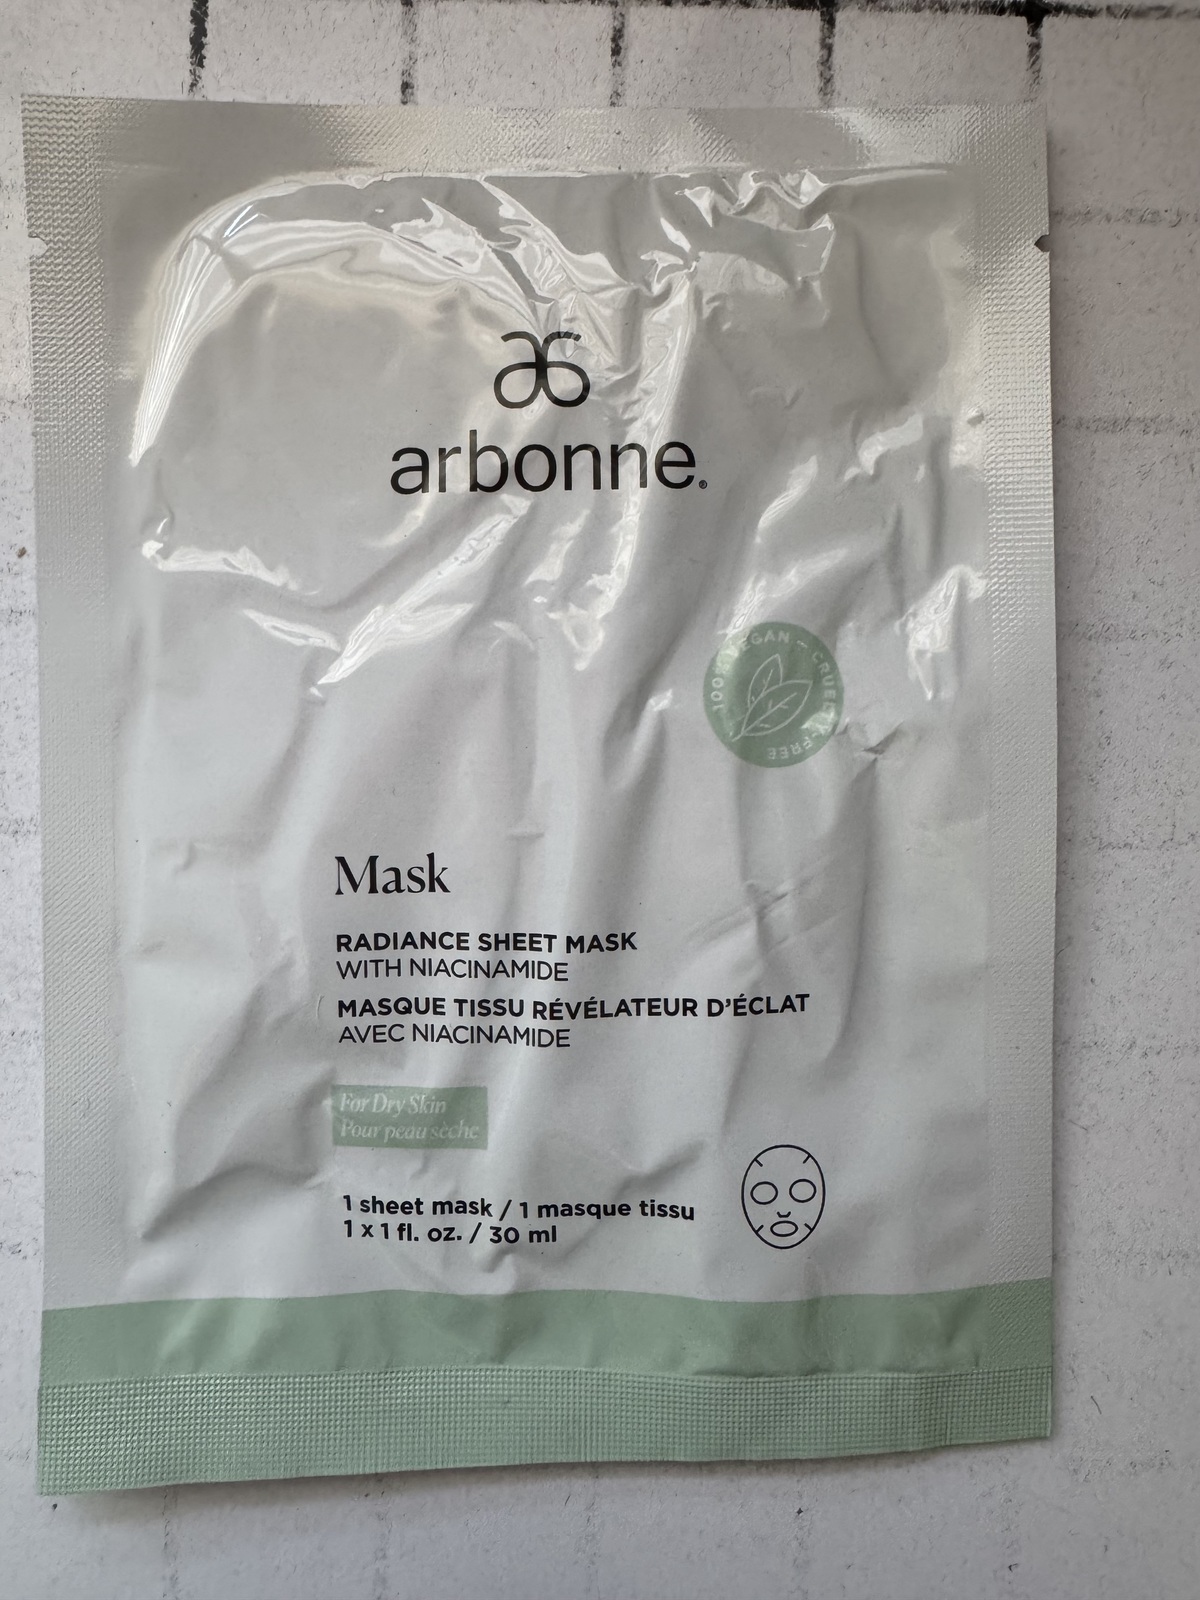 arbonne®
100% VEGAN – CRUELTY-FREE
Mask
RADIANCE SHEET MASK
WITH NIACINAMIDE
MASQUE TISSU RÉVÉLATEUR D'ÉCLAT
AVEC NIACINAMIDE
For Dry Skin
Pour peau sèche
1 sheet mask / 1 masque tissu
1 x 1 fl. oz. / 30 ml